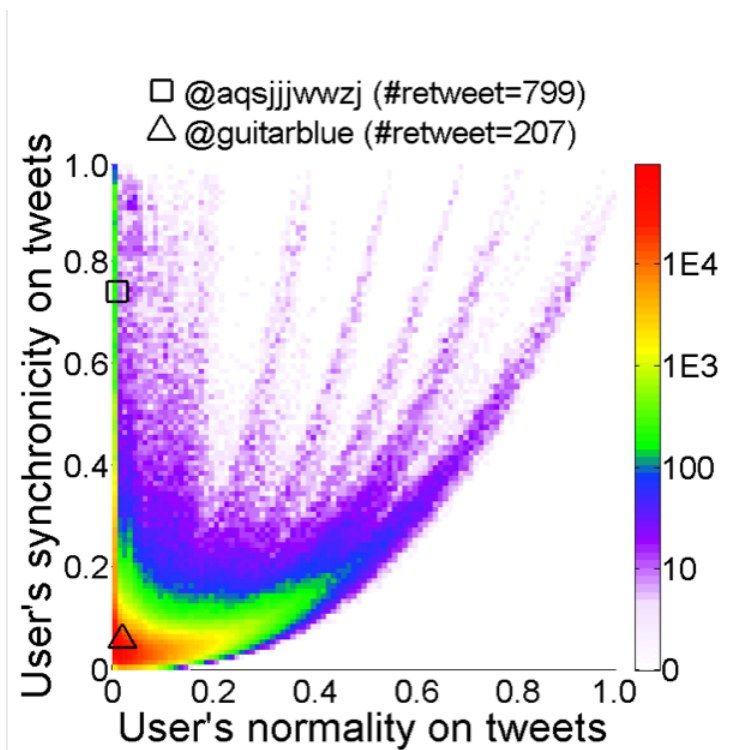 @aqsjjjwwzj (#retweet=799)
@guitarblue (#retweet=207)
User's synchronicity on tweets
1.0
0.8
0.6
0.4
0.2
0
0 0.2 0.4 0.6 0.8 1.0
User's normality on tweets
1E4
1E3
100
10
0